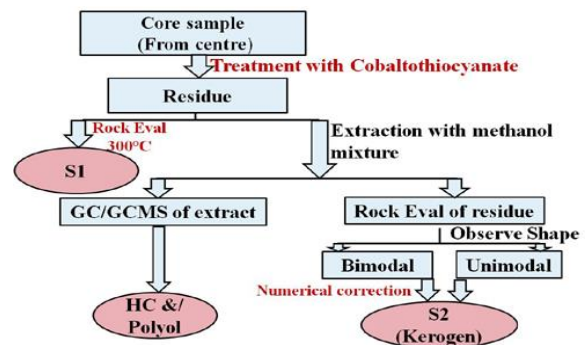 Core sample
(From centre)
Treatment with Cobaltothiocyanate
Residue
Rock Eval
300°C
Extraction with methanol
mixture
S1
GC/GCMS of extract
Rock Eval of residue
Observe Shape
Bimodal
Unimodal
Numerical correction
HC &/
Polyol
S2
(Kerogen)